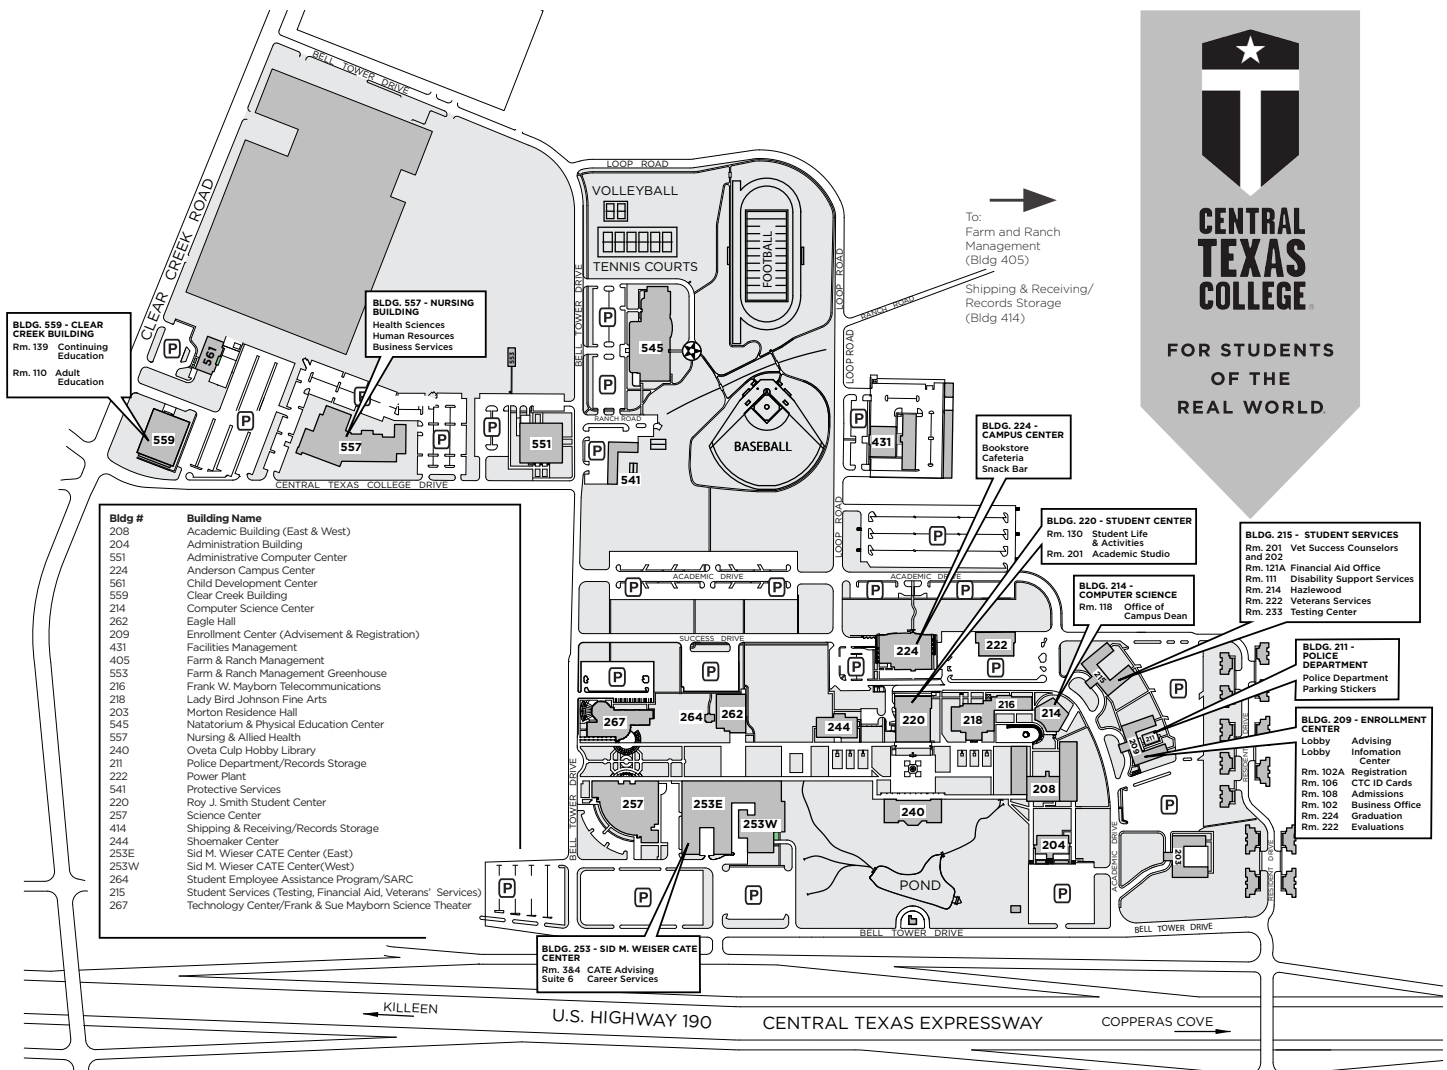 BELL TOWER DRIVE
LOOP ROAD
VOLLEYBALL
TENNIS COURTS
FOOTBALL
CLEAR CREEK ROAD
BELL TOWER DRIVE
LOOP ROAD
RANCH ROAD
LOOP ROAD
To:
Farm and Ranch
Management
(Bldg 405)
Shipping & Receiving/
Records Storage
(Bldg 414)
CENTRAL
TEXAS
COLLEGE
FOR STUDENTS
OF THE
REAL WORLD
BLDG. 559 - CLEAR
CREEK BUILDING
Rm. 139 Continuing
Education
Rm. 110 Adult
Education
BLDG. 557 - NURSING
BUILDING
Health Sciences
Human Resources
Business Services
561
P
559
P
557
P
P
P
553
551
P
P
545
RANCH ROAD
P
541
BASEBALL
P
431
CENTRAL TEXAS COLLEGE DRIVE
LOOP ROAD
P
BLDG. 224 -
CAMPUS CENTER
Bookstore
Cafeteria
Snack Bar
BLDG. 220 - STUDENT CENTER
Rm. 130 Student Life
& Activities
Rm. 201 Academic Studio
BLDG. 214 -
COMPUTER SCIENCE
Rm. 118 Office of
Campus Dean
BLDG. 215 - STUDENT SERVICES
Rm. 201 Vet Success Counselors
and 202
Rm. 121A Financial Aid Office
Rm. 111 Disability Support Services
Rm. 214 Hazlewood
Rm. 222 Veterans Services
Rm. 233 Testing Center
BLDG. 211 -
POLICE
DEPARTMENT
Police Department
Parking Stickers
BLDG. 209 - ENROLLMENT
CENTER
Lobby Advising
Lobby Infomation
Center
Rm. 102A Registration
Rm. 106 CTC ID Cards
Rm. 108 Admissions
Rm. 102 Business Office
Rm. 224 Graduation
Rm. 222 Evaluations
Bldg # Building Name
208 Academic Building (East & West)
204 Administration Building
551 Administrative Computer Center
224 Anderson Campus Center
561 Child Development Center
559 Clear Creek Building
214 Computer Science Center
262 Eagle Hall
209 Enrollment Center (Advisement & Registration)
431 Facilities Management
405 Farm & Ranch Management
553 Farm & Ranch Management Greenhouse
216 Frank W. Mayborn Telecommunications
218 Lady Bird Johnson Fine Arts
203 Morton Residence Hall
545 Natatorium & Physical Education Center
557 Nursing & Allied Health
240 Oveta Culp Hobby Library
211 Police Department/Records Storage
222 Power Plant
541 Protective Services
220 Roy J. Smith Student Center
257 Science Center
414 Shipping & Receiving/Records Storage
244 Shoemaker Center
253E Sid M. Wieser CATE Center (East)
253W Sid M. Wieser CATE Center(West)
264 Student Employee Assistance Program/SARC
215 Student Services (Testing, Financial Aid, Veterans' Services)
267 Technology Center/Frank & Sue Mayborn Science Theater
ACADEMIC DRIVE
ACADEMIC DRIVE
P
P
P
P
SUCCESS DRIVE
P
P
P
224
222
P
215
P
267
264
262
244
220
218
216
214
211
209
RESIDENT DRIVE
BELL TOWER DRIVE
257
253E
253W
240
208
P
204
203
ACADEMIC DRIVE
RESIDENT DRIVE
P
P
P
POND
P
BELL TOWER DRIVE
BELL TOWER DRIVE
BLDG. 253 - SID M. WEISER CATE
CENTER
Rm. 3&4 CATE Advising
Suite 6 Career Services
KILLEEN
U.S. HIGHWAY 190
CENTRAL TEXAS EXPRESSWAY
COPPERAS COVE